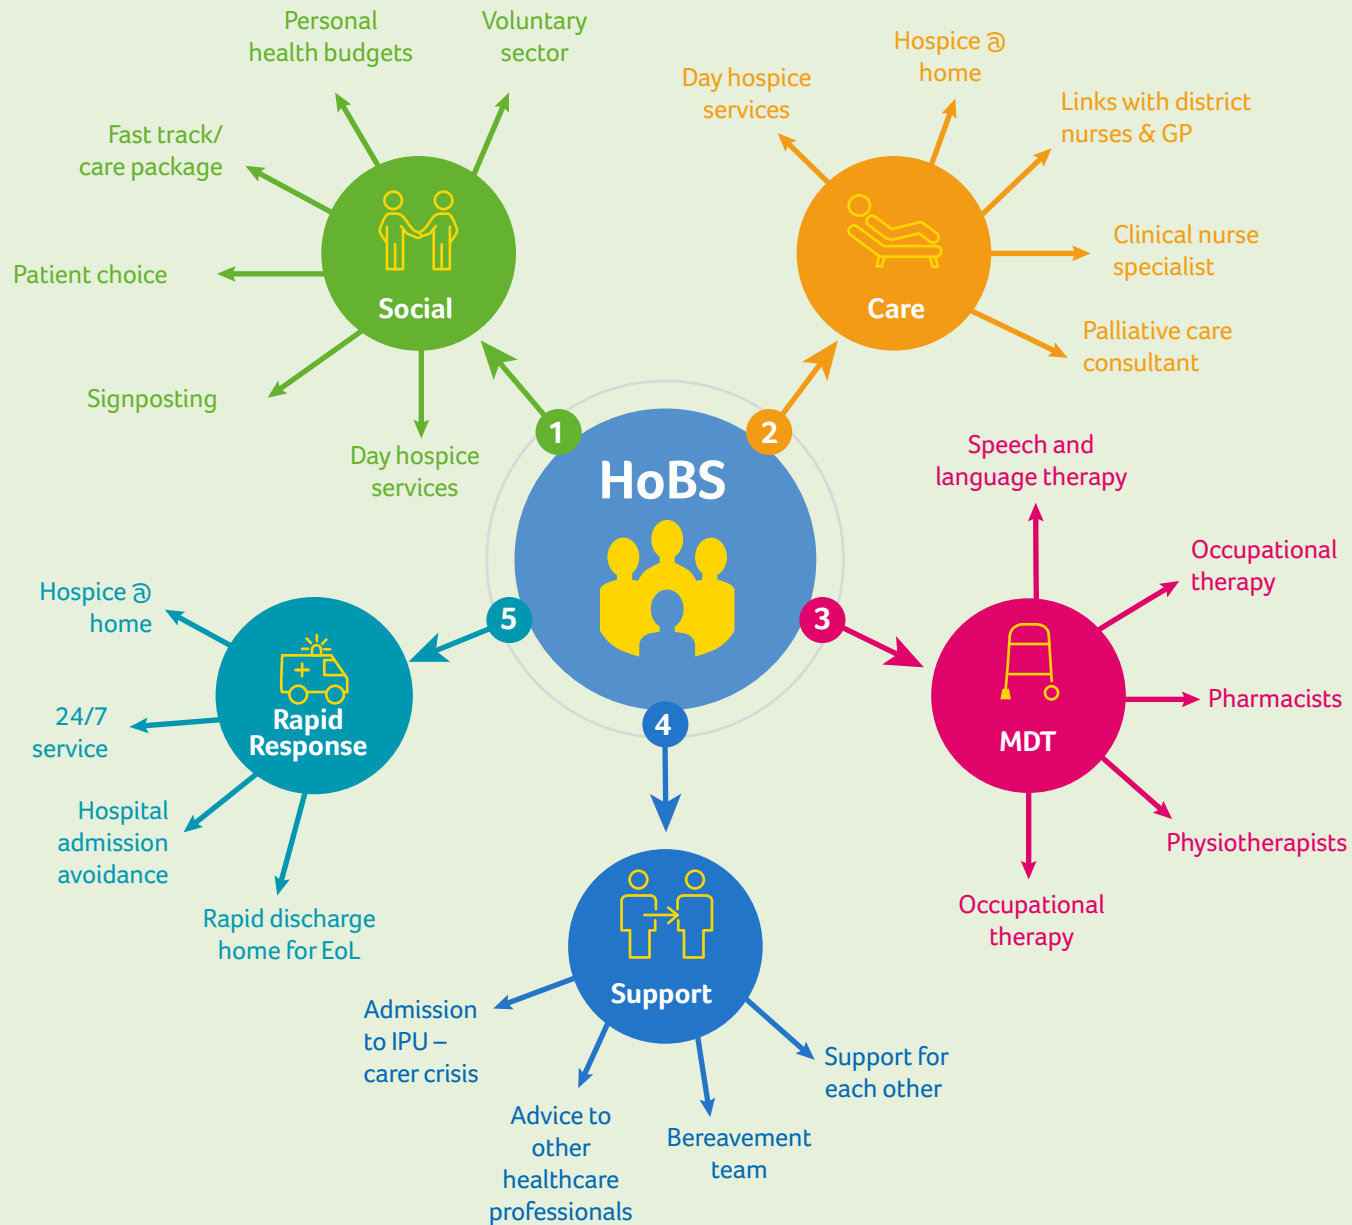 HoBS
1
Social
Personal
health budgets
Voluntary
sector
Fast track/
care package
Patient choice
Signposting
Day hospice
services
2
Care
Day hospice
services
Hospice @
home
Links with district
nurses & GP
Clinical nurse
specialist
Palliative care
consultant
3
MDT
Speech and
language therapy
Occupational
therapy
Pharmacists
Physiotherapists
Occupational
therapy
4
Support
Support for
each other
Bereavement
team
Advice to
other
healthcare
professionals
Admission
to IPU –
carer crisis
5
Rapid
Response
Hospice @
home
24/7
service
Hospital
admission
avoidance
Rapid discharge
home for EoL